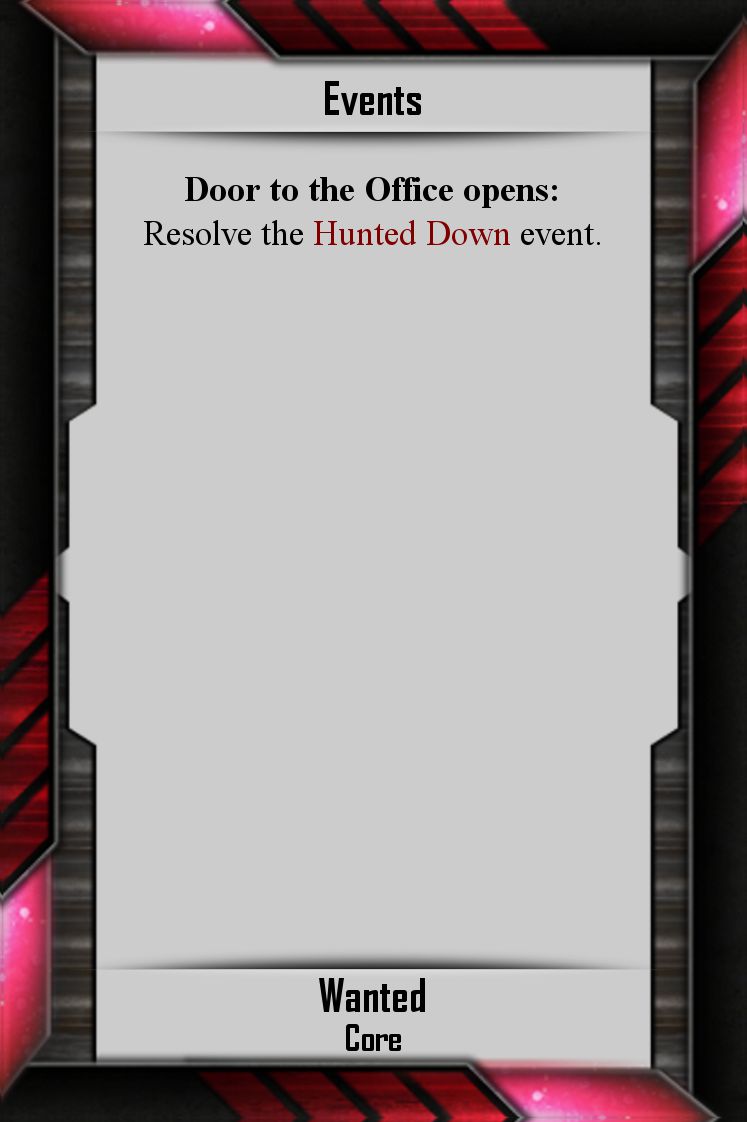 Events
Door to the Office opens:
Resolve the Hunted Down event.
Wanted
Core